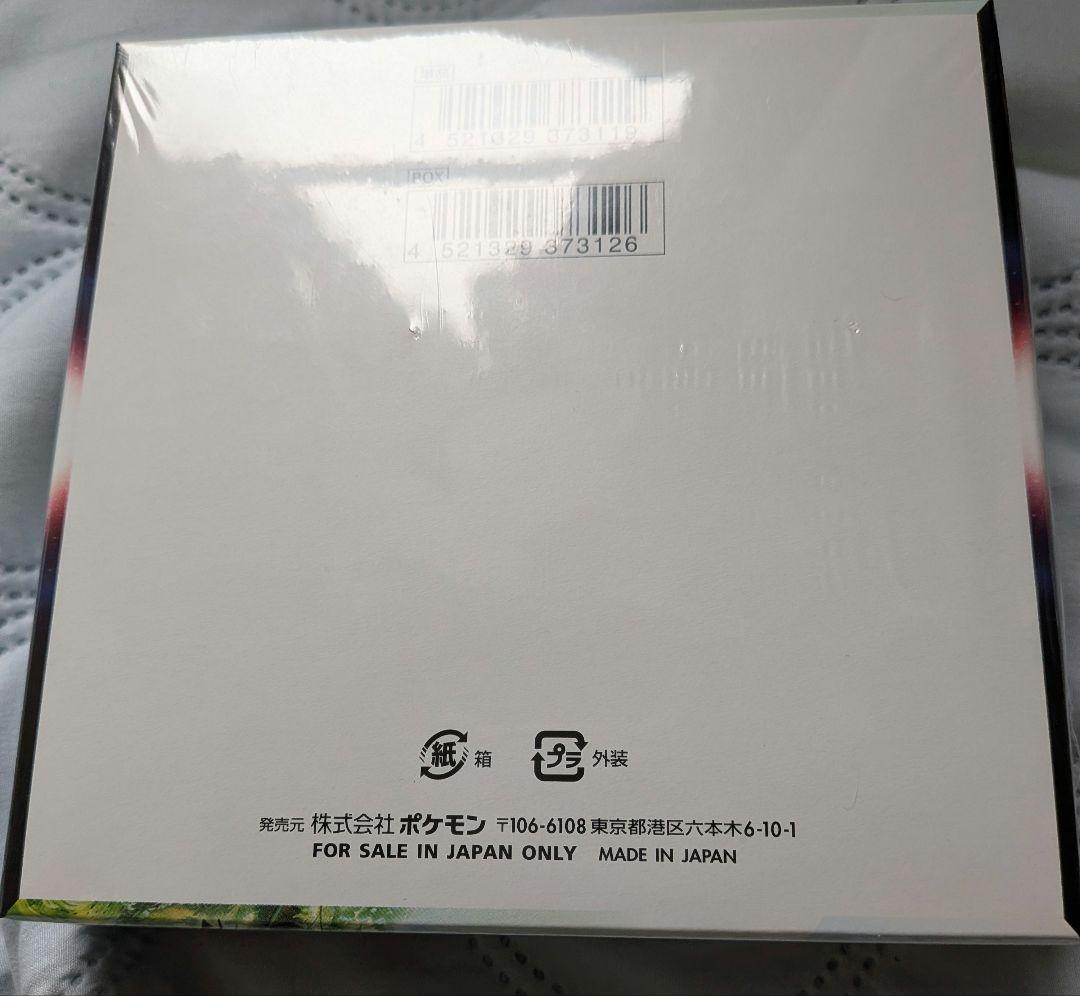 4 521329 373119
BOX
4 521329 373126
紙 箱 プラ 外装
発売元 株式会社 ポケモン 〒106-6108 東京都港区六本木6-10-1
FOR SALE IN JAPAN ONLY MADE IN JAPAN